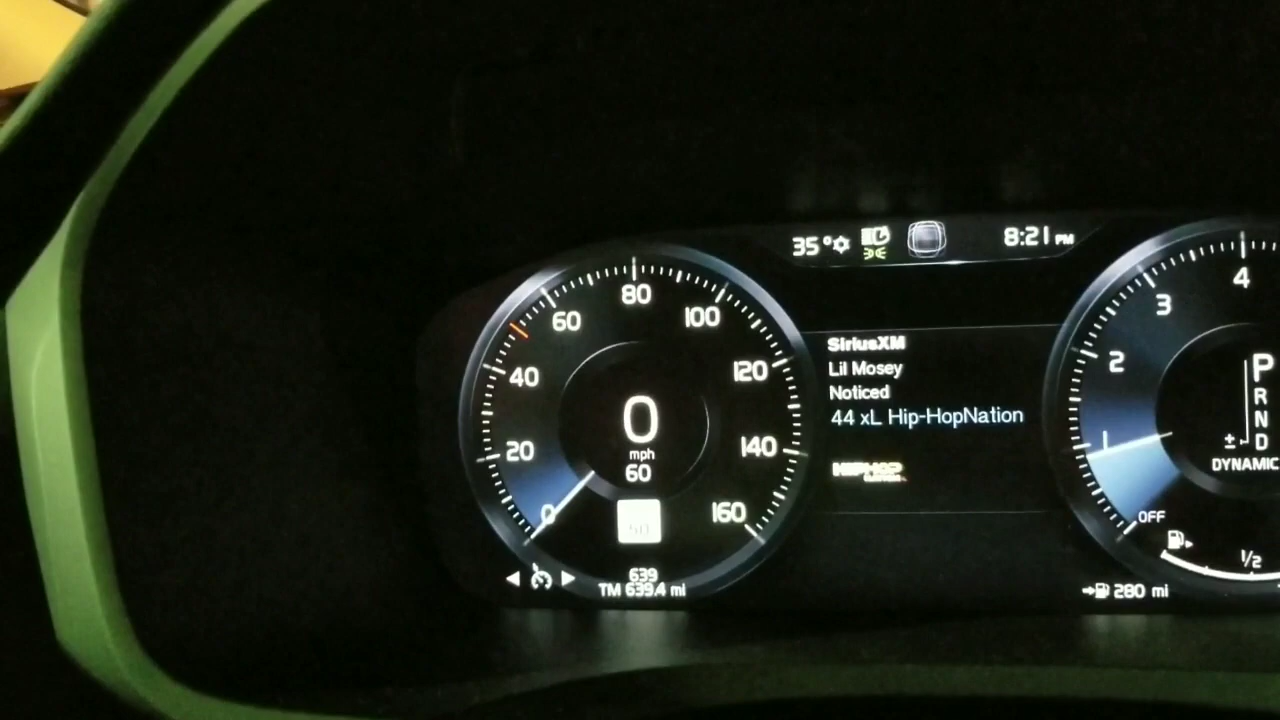 35°
8:21 PM
20
40
60
80
100
120
140
160
0
0
mph
60
50
639
TM 639.4 mi
SiriusXM
Lil Mosey
Noticed
44 xL Hip-HopNation
HIPHOP
1
2
3
4
OFF
P
R
N
D
±
DYNAMIC
1/2
280 mi